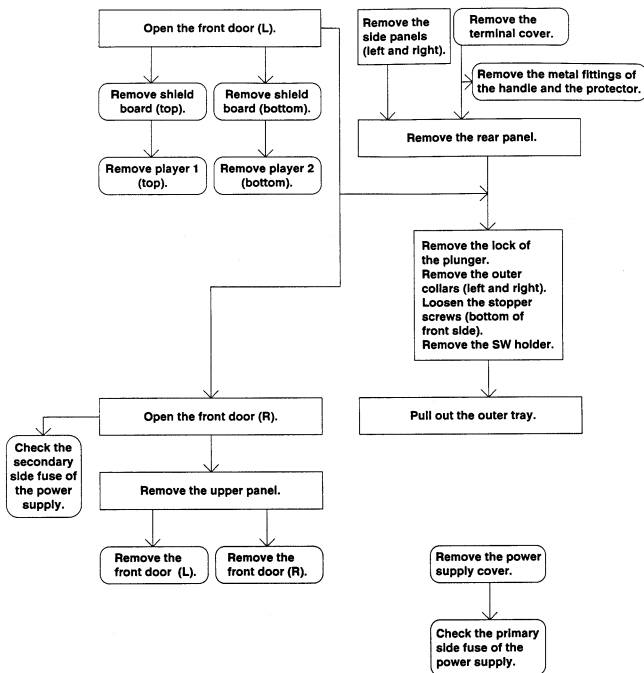 Open the front door (L).
Remove the
side panels
(left and right).
Remove the
terminal cover.
Remove the metal fittings of
the handle and the protector.
Remove shield
board (top).
Remove shield
board (bottom).
Remove the rear panel.
Remove player 1
(top).
Remove player 2
(bottom).
Remove the lock of
the plunger.
Remove the outer
collars (left and right).
Loosen the stopper
screws (bottom of
front side).
Remove the SW holder.
Open the front door (R).
Pull out the outer tray.
Check the
secondary
side fuse of
the power
supply.
Remove the upper panel.
Remove the
front door (L).
Remove the
front door (R).
Remove the power
supply cover.
Check the primary
side fuse of the
power supply.